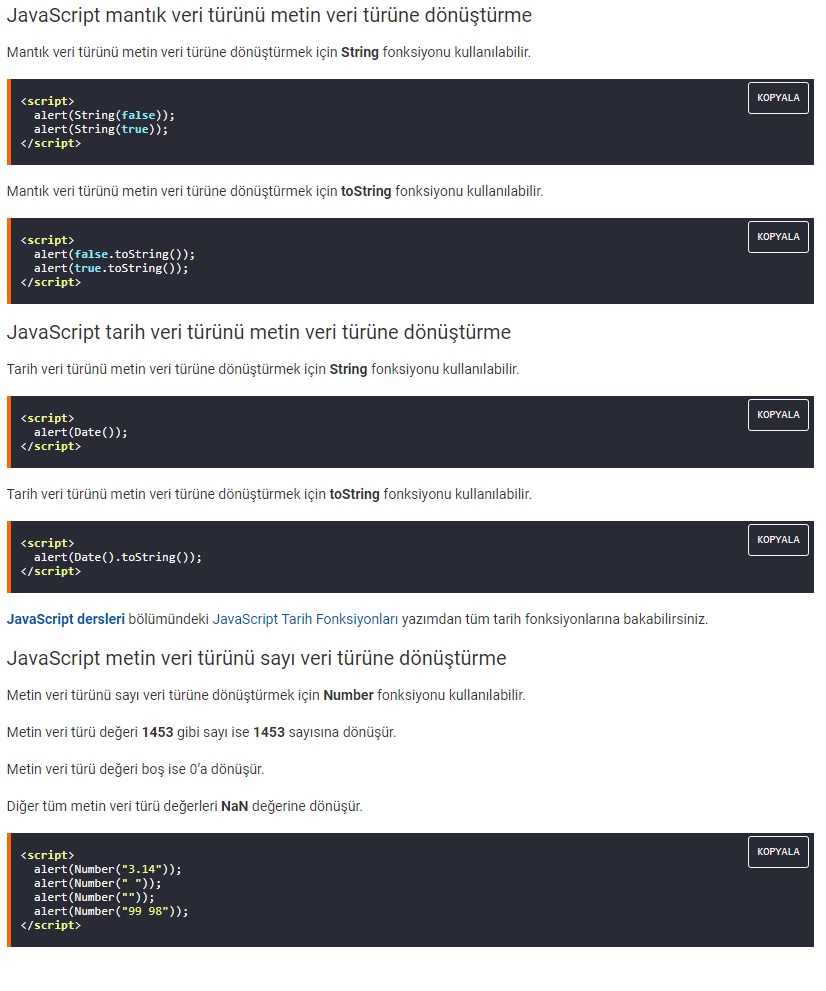 JavaScript mantık veri türünü metin veri türüne dönüştürme
Mantık veri türünü metin veri türüne dönüştürmek için String fonksiyonu kullanılabilir.
KOPYALA
<script>
  alert(String(false));
  alert(String(true));
</script>
Mantık veri türünü metin veri türüne dönüştürmek için toString fonksiyonu kullanılabilir.
KOPYALA
<script>
  alert(false.toString());
  alert(true.toString());
</script>
JavaScript tarih veri türünü metin veri türüne dönüştürme
Tarih veri türünü metin veri türüne dönüştürmek için String fonksiyonu kullanılabilir.
KOPYALA
<script>
  alert(Date());
</script>
Tarih veri türünü metin veri türüne dönüştürmek için toString fonksiyonu kullanılabilir.
KOPYALA
<script>
  alert(Date().toString());
</script>
JavaScript dersleri bölümündeki JavaScript Tarih Fonksiyonları yazımdan tüm tarih fonksiyonlarına bakabilirsiniz.
JavaScript metin veri türünü sayı veri türüne dönüştürme
Metin veri türünü sayı veri türüne dönüştürmek için Number fonksiyonu kullanılabilir.
Metin veri türü değeri 1453 gibi sayı ise 1453 sayısına dönüşür.
Metin veri türü değeri boş ise 0’a dönüşür.
Diğer tüm metin veri türü değerleri NaN değerine dönüşür.
KOPYALA
<script>
  alert(Number("3.14"));
  alert(Number(" "));
  alert(Number(""));
  alert(Number("99 98"));
</script>